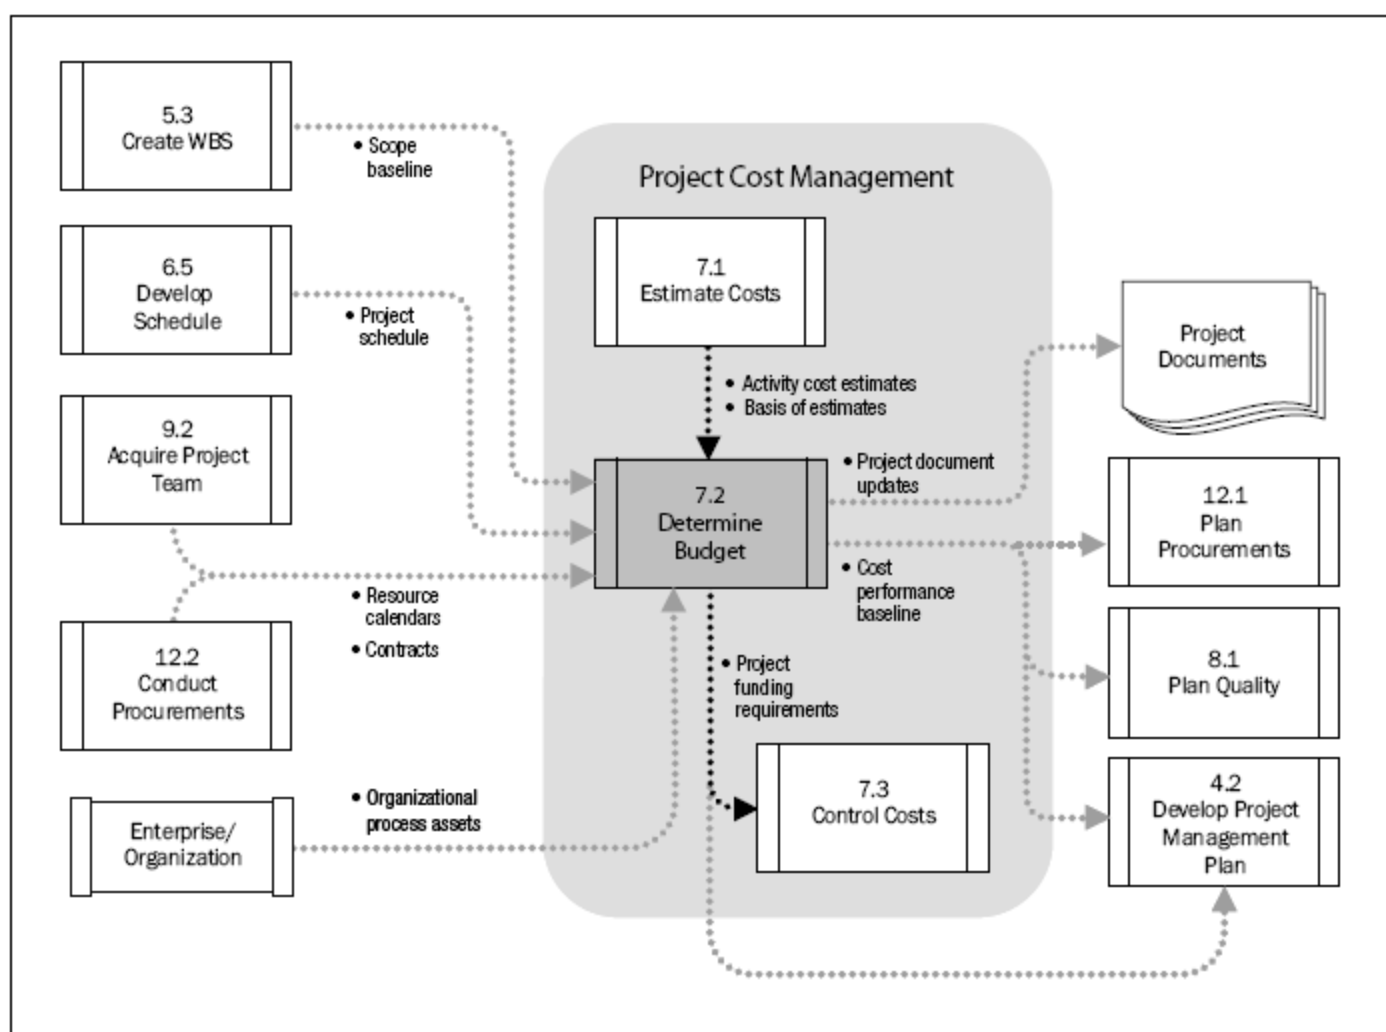 5.3
Create WBS
• Scope
baseline
Project Cost Management
6.5
Develop
Schedule
• Project
schedule
7.1
Estimate Costs
• Activity cost estimates
• Basis of estimates
Project
Documents
9.2
Acquire Project
Team
7.2
Determine
Budget
• Project document
updates
• Cost
performance
baseline
12.1
Plan
Procurements
• Resource
calendars
• Contracts
12.2
Conduct
Procurements
• Project
funding
requirements
8.1
Plan Quality
7.3
Control Costs
4.2
Develop Project
Management
Plan
• Organizational
process assets
Enterprise/
Organization